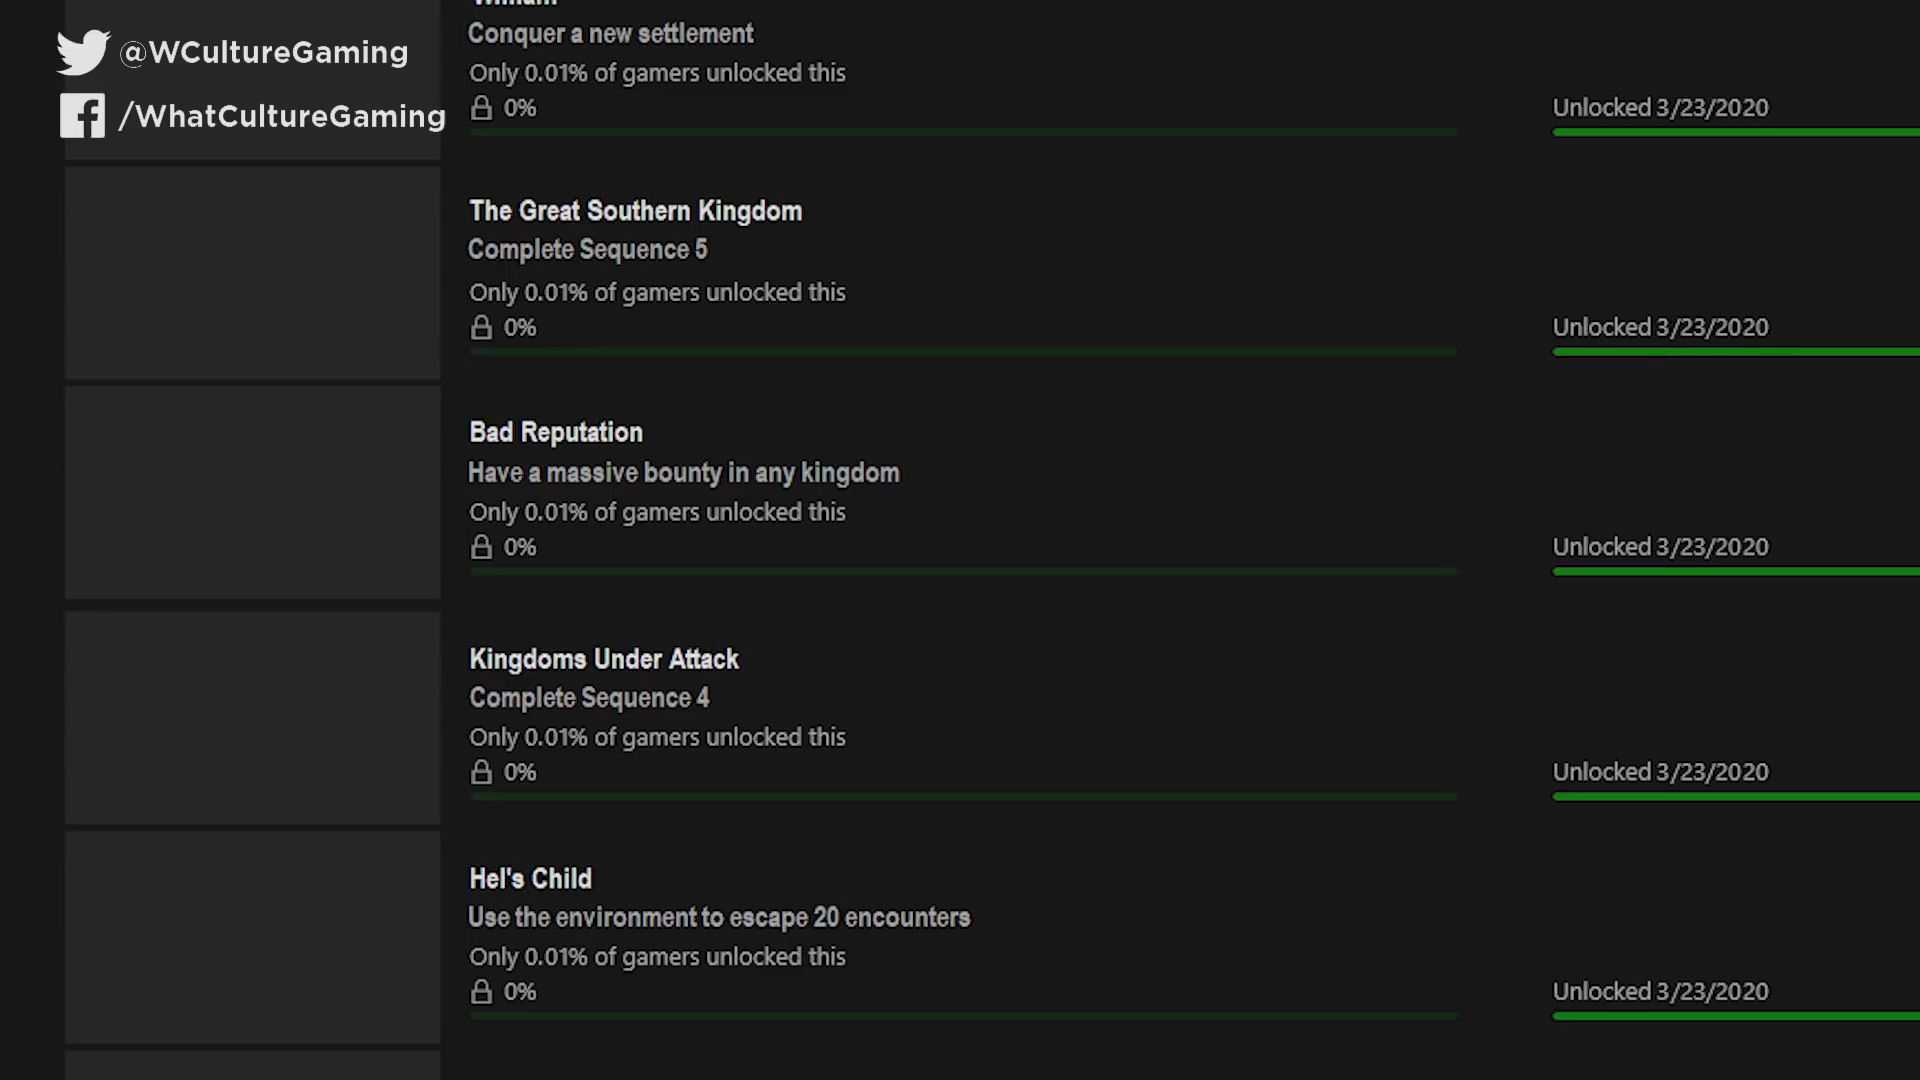 @WCultureGaming
/WhatCultureGaming
Conquer a new settlement
Only 0.01% of gamers unlocked this
0%
Unlocked 3/23/2020
The Great Southern Kingdom
Complete Sequence 5
Only 0.01% of gamers unlocked this
0%
Unlocked 3/23/2020
Bad Reputation
Have a massive bounty in any kingdom
Only 0.01% of gamers unlocked this
0%
Unlocked 3/23/2020
Kingdoms Under Attack
Complete Sequence 4
Only 0.01% of gamers unlocked this
0%
Unlocked 3/23/2020
Hel's Child
Use the environment to escape 20 encounters
Only 0.01% of gamers unlocked this
0%
Unlocked 3/23/2020